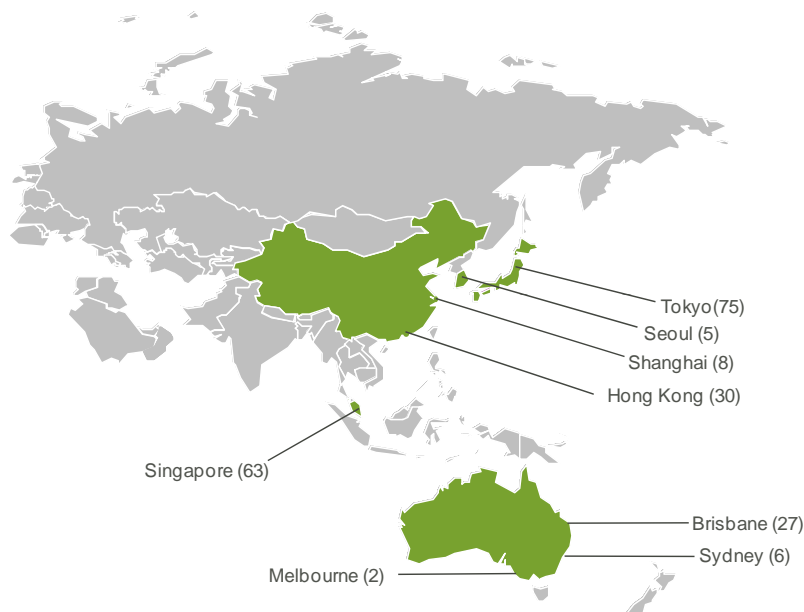 Tokyo(75)
Seoul (5)
Shanghai (8)
Hong Kong (30)
Singapore (63)
Brisbane (27)
Sydney (6)
Melbourne (2)